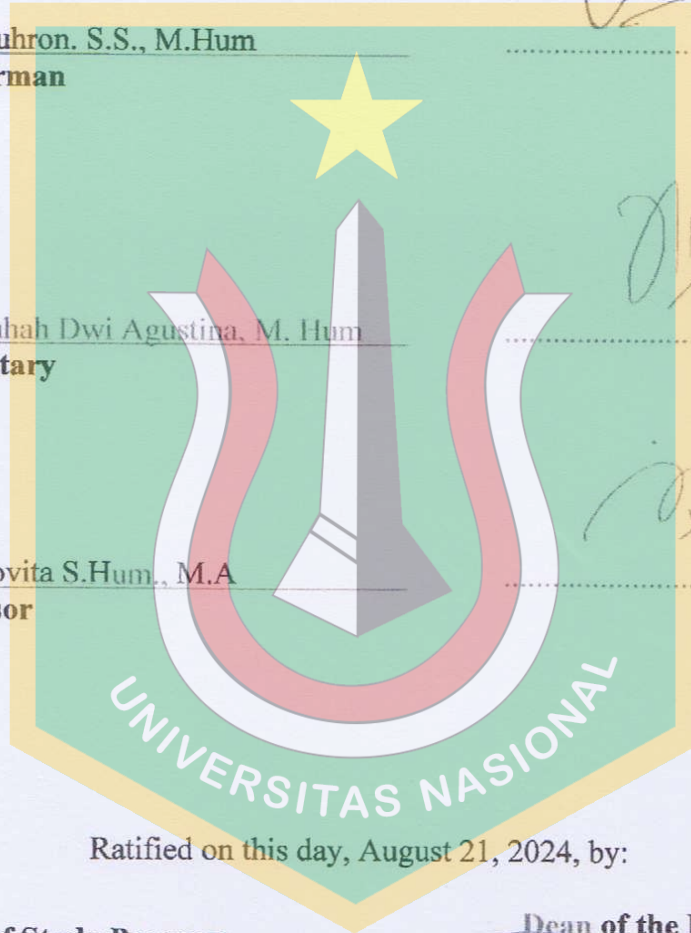 uhron. S.S., M.Hum
rman
hah Dwi Agustina, M. Hum
tary
ovita S.Hum., M.A
sor
UNIVERSITAS NASIONAL
Ratified on this day, August 21, 2024, by:
Dean of the